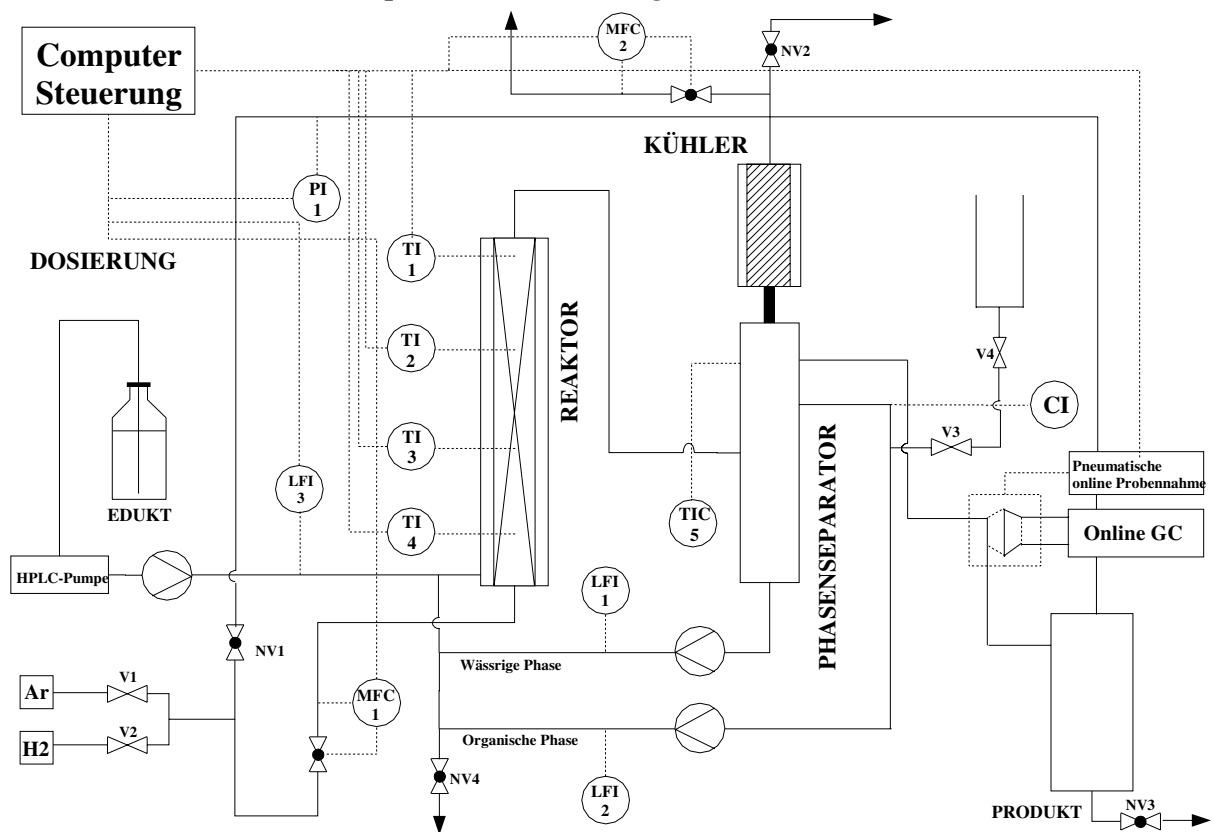 MFC
2
NV2
Computer
Steuerung
KÜHLER
PI
1
TI
1
DOSIERUNG
REAKTOR
TI
2
V4
CI
TI
3
V3
PHASENSEPARATOR
LFI
3
Pneumatische
online Probennahme
EDUKT
TIC
5
TI
4
Online GC
HPLC-Pumpe
LFI
1
NV1
Wässrige Phase
V1
Ar
MFC
1
V2
H2
Organische Phase
NV4
LFI
2
PRODUKT
NV3